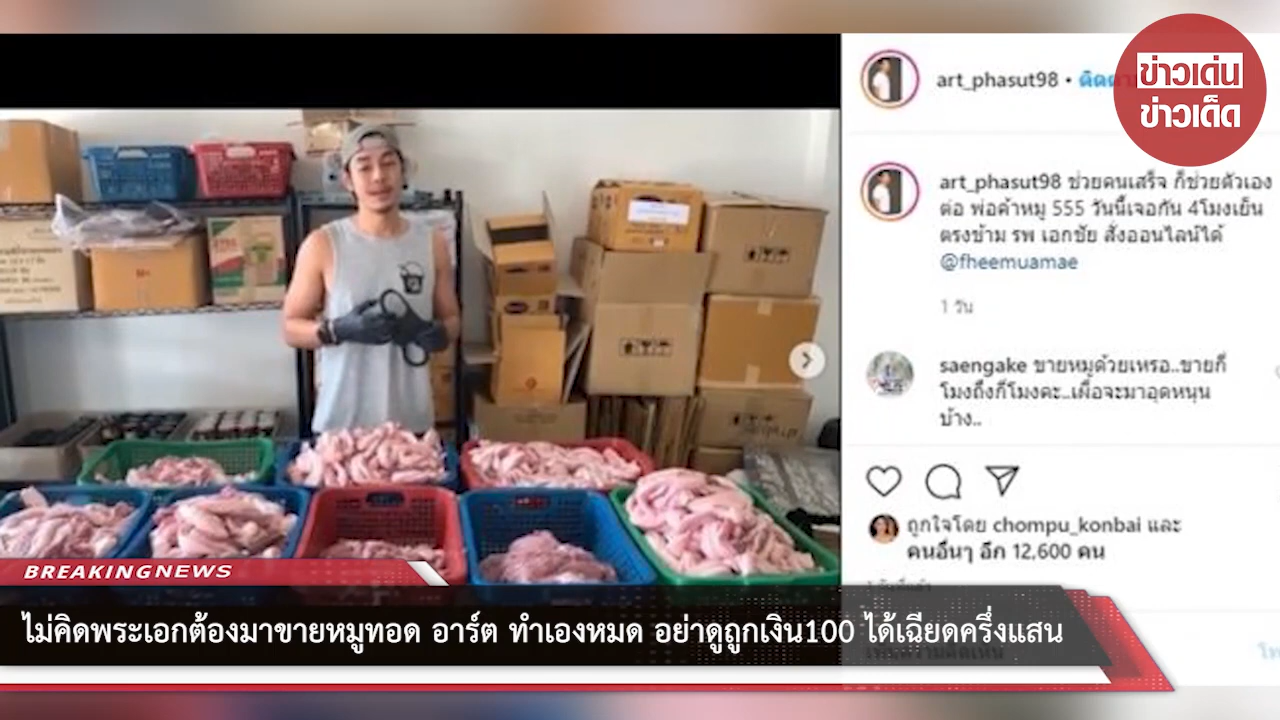 art_phasut98 •
ข่าวเด่น
ข่าวเด็ด
art_phasut98 ช่วยคนเสร็จ ก็ช่วยตัวเอง
ต่อ พ่อค้าหมู 555 วันนี้เจอกัน 4โมงเย็น
ตรงข้าม รพ เอกชัย สั่งออนไลน์ได้
@fheemuamae
1 วัน
saengake ขายหมูด้วยเหรอ..ขายกี่
โมงถึงกี่โมงคะ..เผื่อจะมาอุดหนุน
บ้าง..
ถูกใจโดย chompu_konbai และ
คนอื่นๆ อีก 12,600 คน
BREAKINGNEWS
ไม่คิดพระเอกต้องมาขายหมูทอด อาร์ต ทำเองหมด อย่าดูถูกเงิน100 ได้เฉียดครึ่งแสน